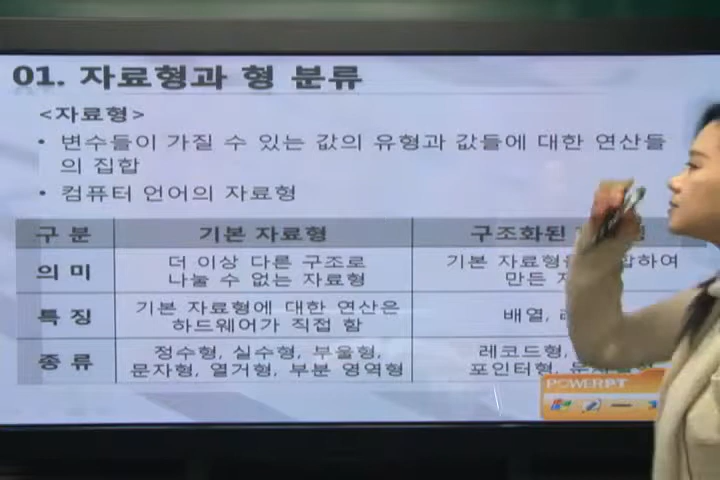 01. 자료형과 형 분류
<자료형>
• 변수들이 가질 수 있는 값의 유형과 값들에 대한 연산들
의 집합
• 컴퓨터 언어의 자료형
구 분 기본 자료형 구조화된
의 미 더 이상 다른 구조로 나눌 수 없는 자료형 기본 만든
특 징 기본 자료형에 대한 연산은 하드웨어가 직접 함 배열,
종 류 정수형, 실수형, 부울형, 문자형, 열거형, 부분 영역형 레코드형, 포인터형,
POWERPT